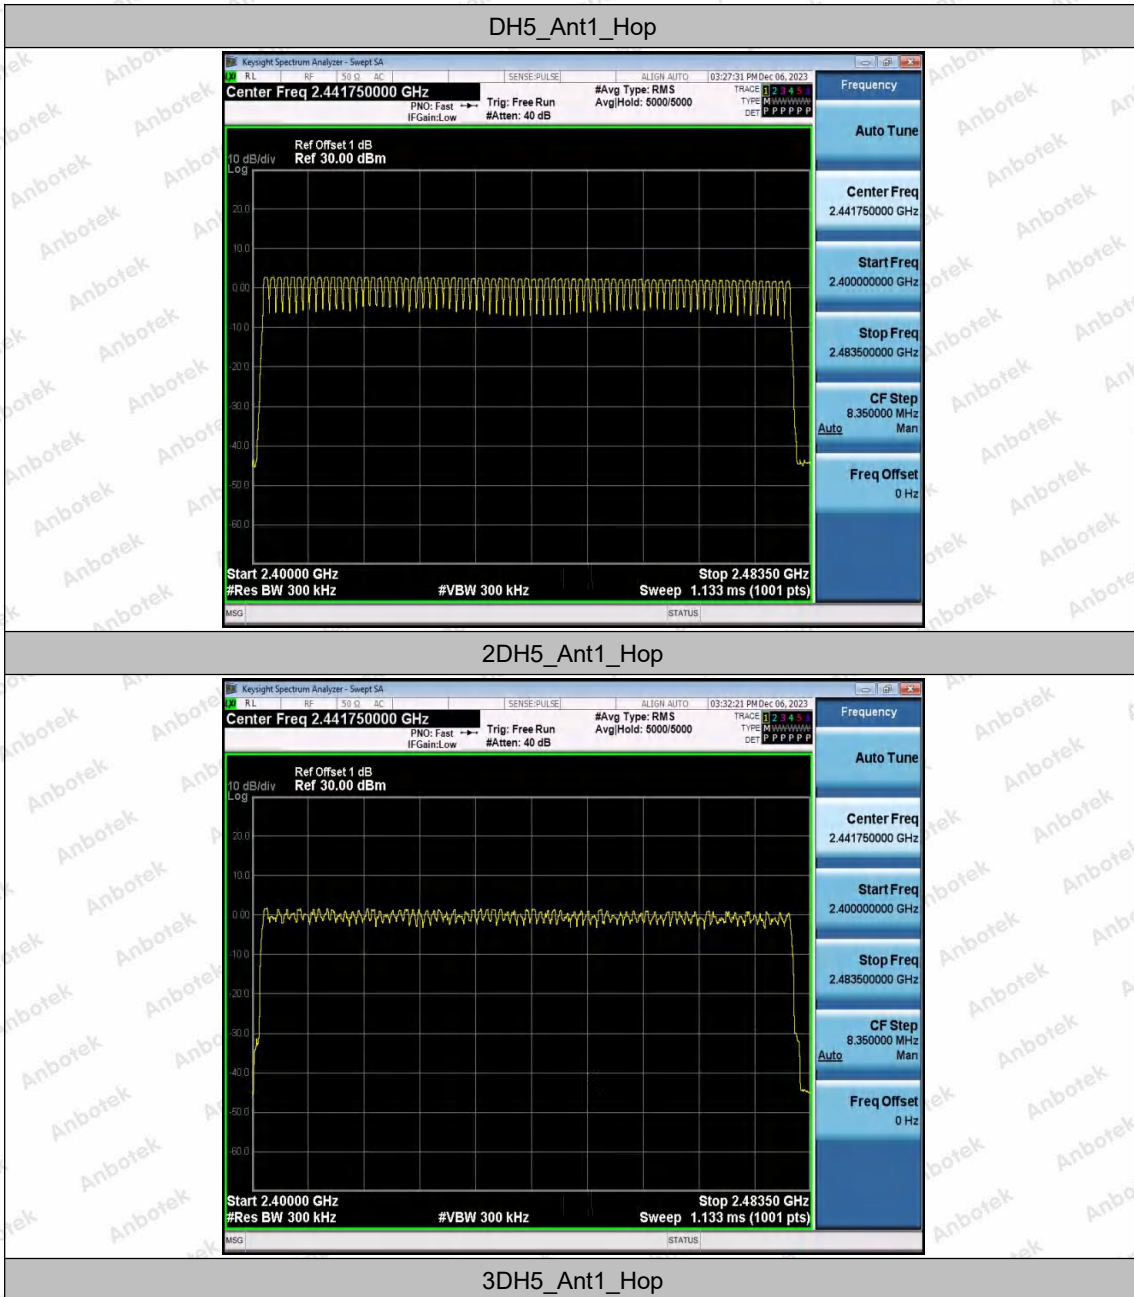 DH5_Ant1_Hop
Keysight Spectrum Analyzer - Swept SA
RL RF 50 Ω AC SENSE:PULSE ALIGN AUTO 03:27:31 PM Dec 06, 2023
Center Freq 2.441750000 GHz
PNO: Fast
IFGain:Low
Trig: Free Run
#Atten: 40 dB
#Avg Type: RMS
Avg|Hold: 5000/5000
TRACE 1 2 3 4 5 6
TYPE M WWWWW
DET P P P P P P
Ref Offset 1 dB
10 dB/div Ref 30.00 dBm
Log
20.0
10.0
0.00
-10.0
-20.0
-30.0
-40.0
-50.0
-60.0
Start 2.40000 GHz Stop 2.48350 GHz
#Res BW 300 kHz #VBW 300 kHz Sweep 1.133 ms (1001 pts)
MSG STATUS
Frequency
Auto Tune
Center Freq
2.441750000 GHz
Start Freq
2.400000000 GHz
Stop Freq
2.483500000 GHz
CF Step
8.350000 MHz
Auto Man
Freq Offset
0 Hz
2DH5_Ant1_Hop
Keysight Spectrum Analyzer - Swept SA
RL RF 50 Ω AC SENSE:PULSE ALIGN AUTO 03:32:21 PM Dec 06, 2023
Center Freq 2.441750000 GHz
PNO: Fast
IFGain:Low
Trig: Free Run
#Atten: 40 dB
#Avg Type: RMS
Avg|Hold: 5000/5000
TRACE 1 2 3 4 5 6
TYPE M WWWWW
DET P P P P P P
Ref Offset 1 dB
10 dB/div Ref 30.00 dBm
Log
20.0
10.0
0.00
-10.0
-20.0
-30.0
-40.0
-50.0
-60.0
Start 2.40000 GHz Stop 2.48350 GHz
#Res BW 300 kHz #VBW 300 kHz Sweep 1.133 ms (1001 pts)
MSG STATUS
Frequency
Auto Tune
Center Freq
2.441750000 GHz
Start Freq
2.400000000 GHz
Stop Freq
2.483500000 GHz
CF Step
8.350000 MHz
Auto Man
Freq Offset
0 Hz
3DH5_Ant1_Hop